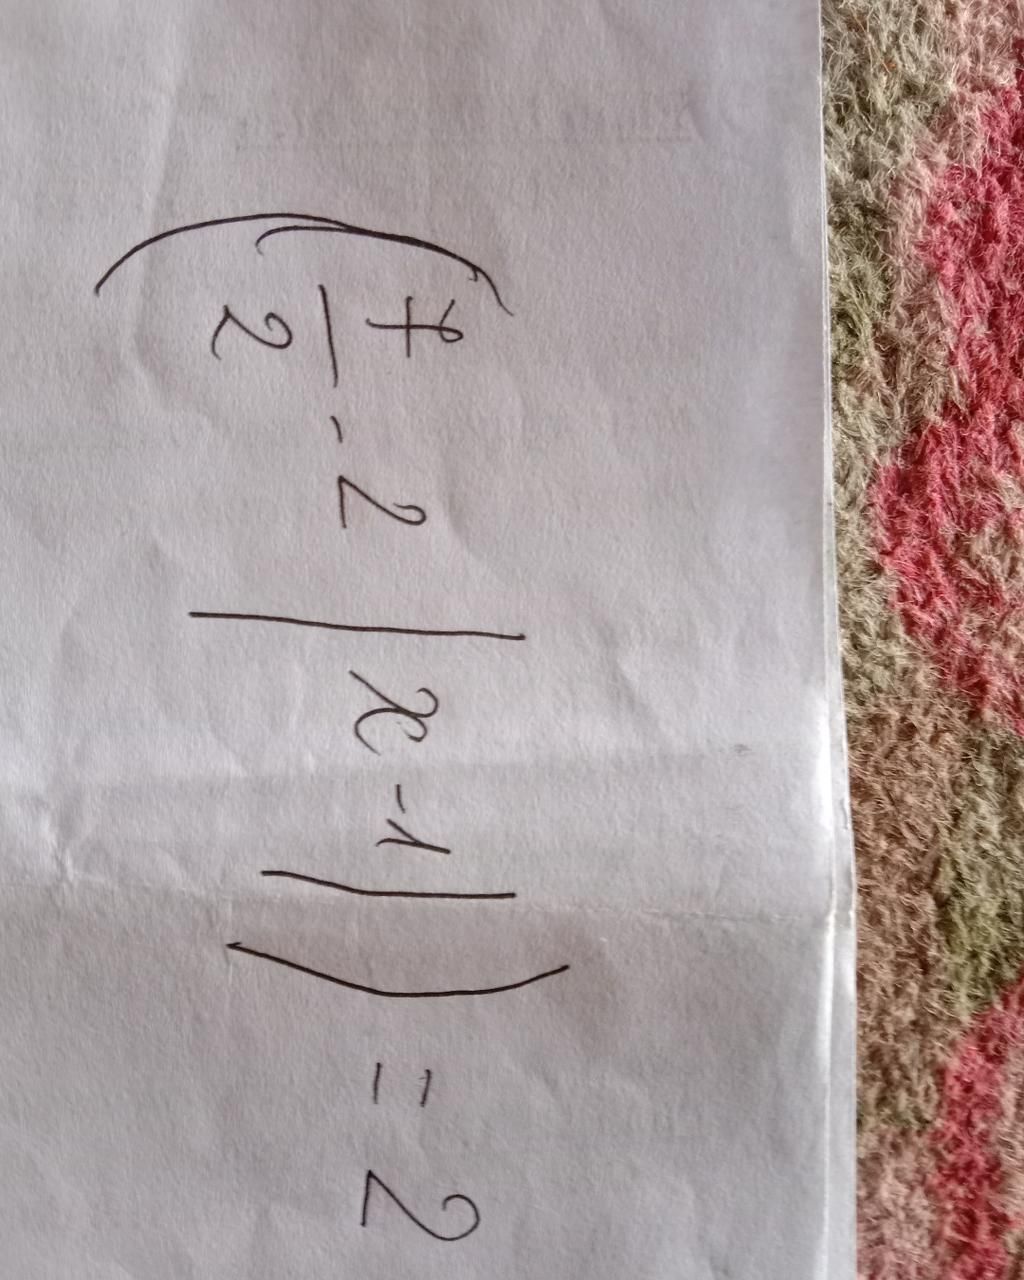 (7/2 - 2 | x - 1 |) = 2